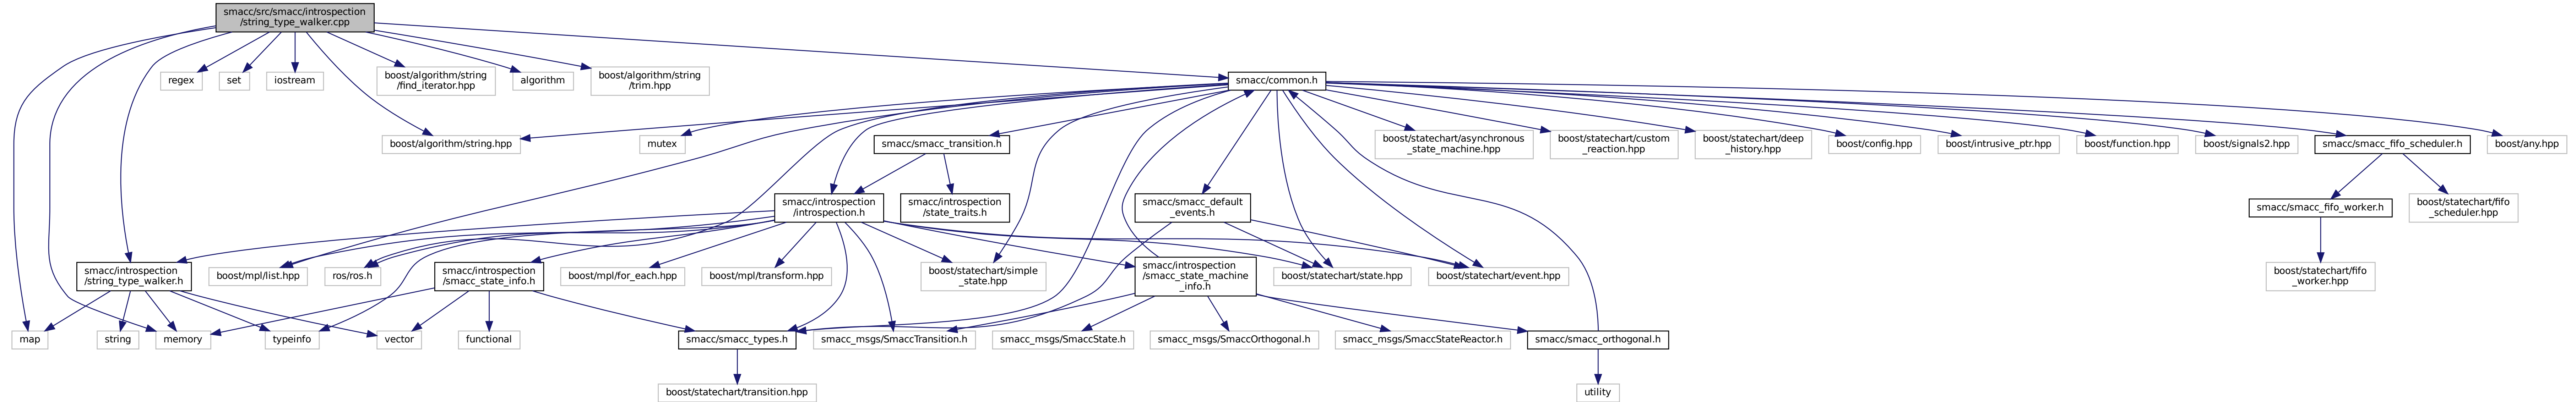 smacc/src/smacc/introspection
/string_type_walker.cpp
smacc/common.h
regex
set
iostream
boost/algorithm/string
/find_iterator.hpp
algorithm
boost/algorithm/string
/trim.hpp
boost/algorithm/string.hpp
mutex
smacc/smacc_transition.h
boost/statechart/asynchronous
_state_machine.hpp
boost/statechart/custom
_reaction.hpp
boost/statechart/deep
_history.hpp
boost/config.hpp
boost/intrusive_ptr.hpp
boost/function.hpp
boost/signals2.hpp
smacc/smacc_fifo_scheduler.h
boost/any.hpp
smacc/introspection
/introspection.h
smacc/introspection
/state_traits.h
smacc/smacc_default
_events.h
smacc/smacc_fifo_worker.h
boost/statechart/fifo
_scheduler.hpp
smacc/introspection
/string_type_walker.h
boost/mpl/list.hpp
ros/ros.h
smacc/introspection
/smacc_state_info.h
boost/mpl/for_each.hpp
boost/mpl/transform.hpp
boost/statechart/simple
_state.hpp
smacc/introspection
/smacc_state_machine
_info.h
boost/statechart/state.hpp
boost/statechart/event.hpp
boost/statechart/fifo
_worker.hpp
map
string
memory
typeinfo
vector
functional
smacc/smacc_types.h
smacc_msgs/SmaccTransition.h
smacc_msgs/SmaccState.h
smacc_msgs/SmaccOrthogonal.h
smacc_msgs/SmaccStateReactor.h
smacc/smacc_orthogonal.h
boost/statechart/transition.hpp
utility